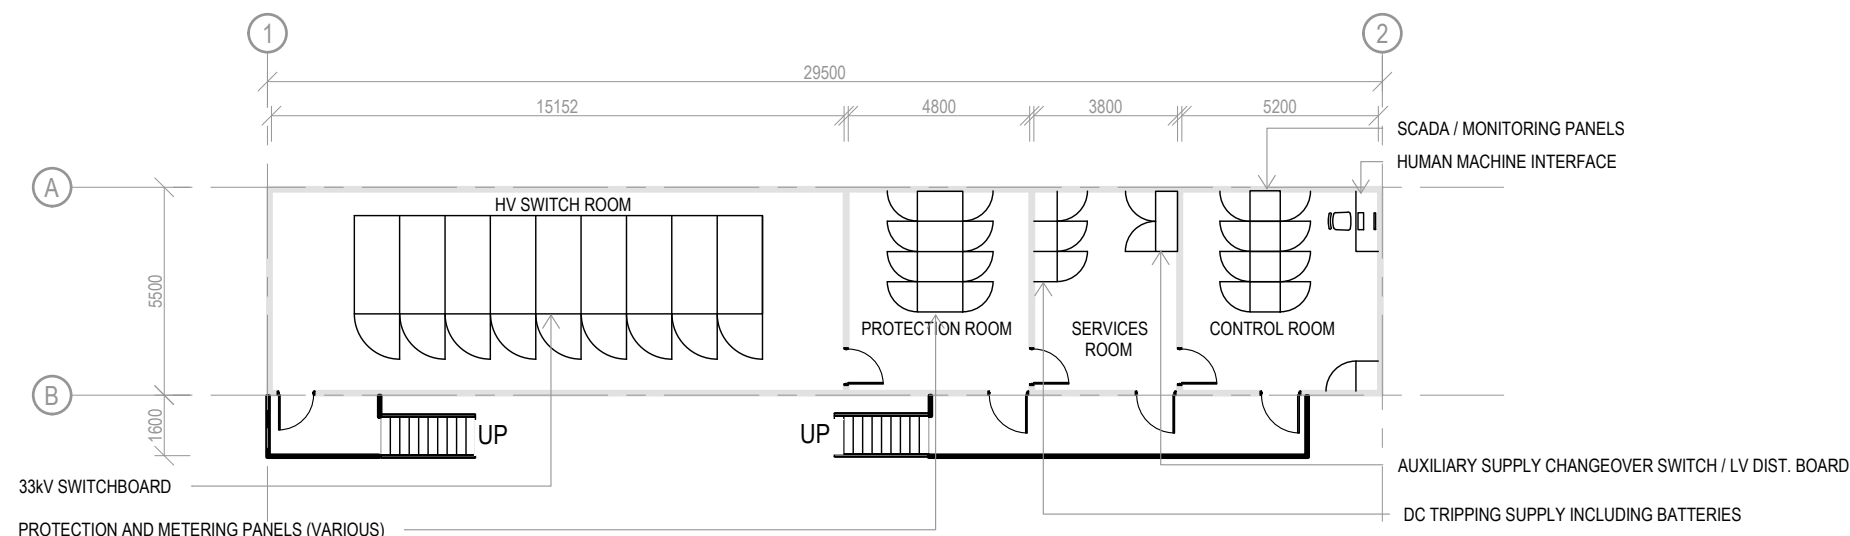 1
2
29500
15152
4800
3800
5200
SCADA / MONITORING PANELS
HUMAN MACHINE INTERFACE
A
HV SWITCH ROOM
5500
PROTECTION ROOM
SERVICES
ROOM
CONTROL ROOM
B
1600
UP
UP
AUXILIARY SUPPLY CHANGEOVER SWITCH / LV DIST. BOARD
33kV SWITCHBOARD
DC TRIPPING SUPPLY INCLUDING BATTERIES
PROTECTION AND METERING PANELS (VARIOUS)